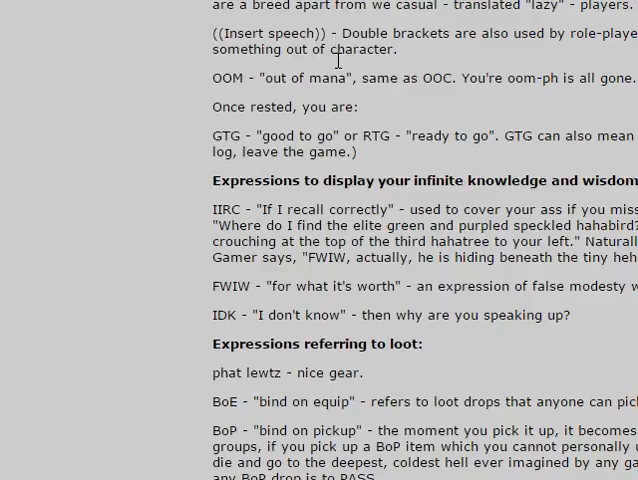 are a breed apart from we casual - translated "lazy" - players.
((Insert speech)) - Double brackets are also used by role-playe
something out of character.
OOM - "out of mana", same as OOC. You're oom-ph is all gone.
Once rested, you are:
GTG - "good to go" or RTG - "ready to go". GTG can also mean
log, leave the game.)
Expressions to display your infinite knowledge and wisdom
IIRC - "If I recall correctly" - used to cover your ass if you miss
"Where do I find the elite green and purpled speckled hahabird?
crouching at the top of the third hahatree to your left." Naturall
Gamer says, "FWIW, actually, he is hiding beneath the tiny heh
FWIW - "for what it's worth" - an expression of false modesty w
IDK - "I don't know" - then why are you speaking up?
Expressions referring to loot:
phat lewtz - nice gear.
BoE - "bind on equip" - refers to loot drops that anyone can pic
BoP - "bind on pickup" - the moment you pick it up, it becomes
groups, if you pick up a BoP item which you cannot personally u
die and go to the deepest, coldest hell ever imagined by any ga
any BoP drop is to PASS